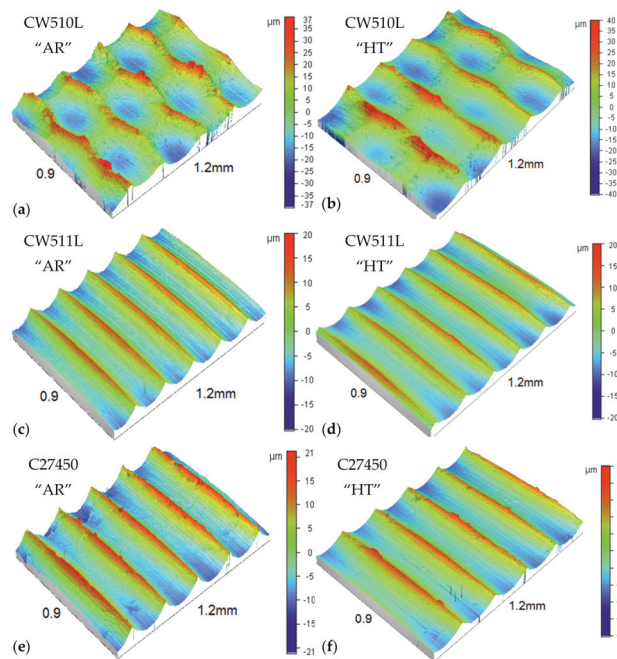 CW510L
"AR"
µm
37
30
25
20
15
10
5
0
-5
-10
-15
-20
-25
-30
-37
0.9
1.2mm
(a)
CW510L
"HT"
µm
40
35
30
25
20
15
10
5
0
-5
-10
-15
-20
-25
-30
-35
-40
0.9
1.2mm
(b)
CW511L
"AR"
µm
20
15
10
5
0
-5
-10
-15
-20
0.9
1.2mm
(c)
CW511L
"HT"
µm
20
15
10
5
0
-5
-10
-15
-20
0.9
1.2mm
(d)
C27450
"AR"
µm
21
15
10
5
0
-5
-11
-15
-21
0.9
1.2mm
(e)
C27450
"HT"
0.9
1.2mm
(f)